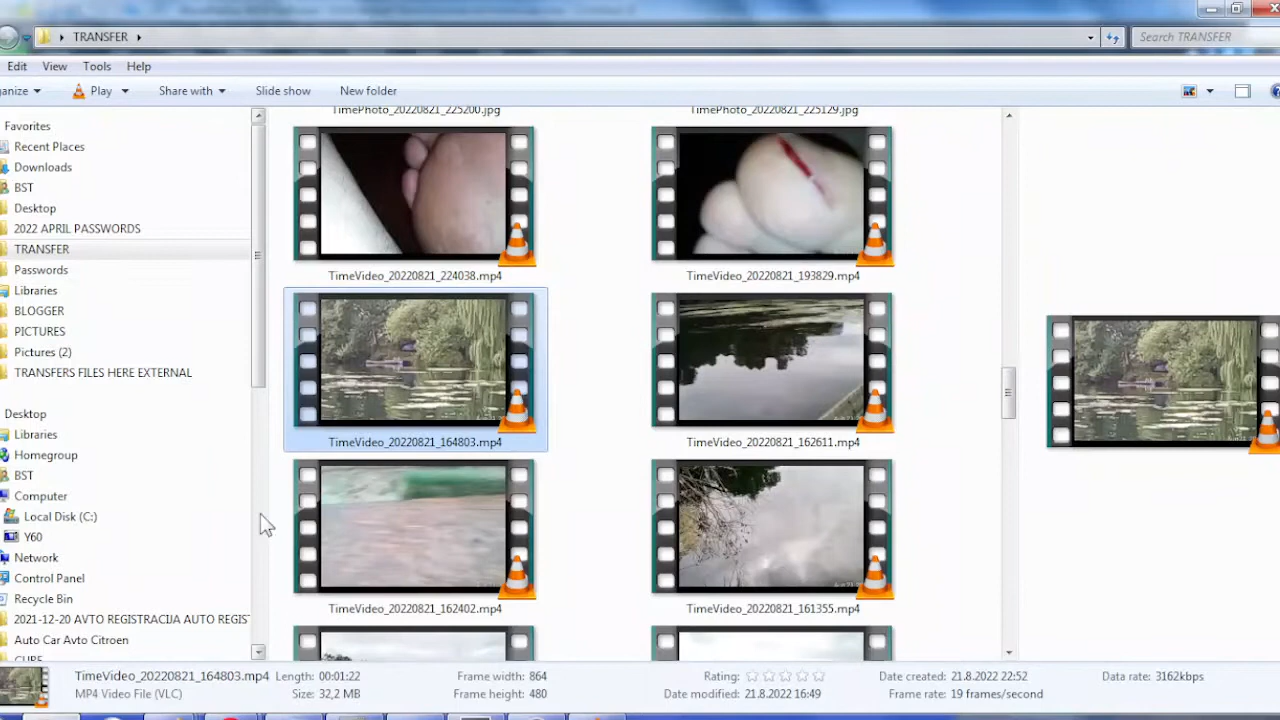 TRANSFER
Search TRANSFER
Edit View Tools Help
anize Play Share with Slide show New folder
TimePhoto_20220821_225200.jpg
TimePhoto_20220821_225129.jpg
Favorites
Recent Places
Downloads
BST
Desktop
2022 APRIL PASSWORDS
TRANSFER
Passwords
Libraries
BLOGGER
PICTURES
Pictures (2)
TRANSFERS FILES HERE EXTERNAL
Desktop
Libraries
Homegroup
BST
Computer
Local Disk (C:)
Y60
Network
Control Panel
Recycle Bin
2021-12-20 AVTO REGISTRACIJA AUTO REGIST
Auto Car Avto Citroen
CUBE
TimeVideo_20220821_224038.mp4
TimeVideo_20220821_193829.mp4
TimeVideo_20220821_164803.mp4
TimeVideo_20220821_162611.mp4
TimeVideo_20220821_162402.mp4
TimeVideo_20220821_161355.mp4
TimeVideo_20220821_164803.mp4 Length: 00:01:22 Frame width: 864 Rating: Date created: 21.8.2022 22:52 Data rate: 3162kbps
MP4 Video File (VLC) Size: 32,2 MB Frame height: 480 Date modified: 21.8.2022 16:49 Frame rate: 19 frames/second